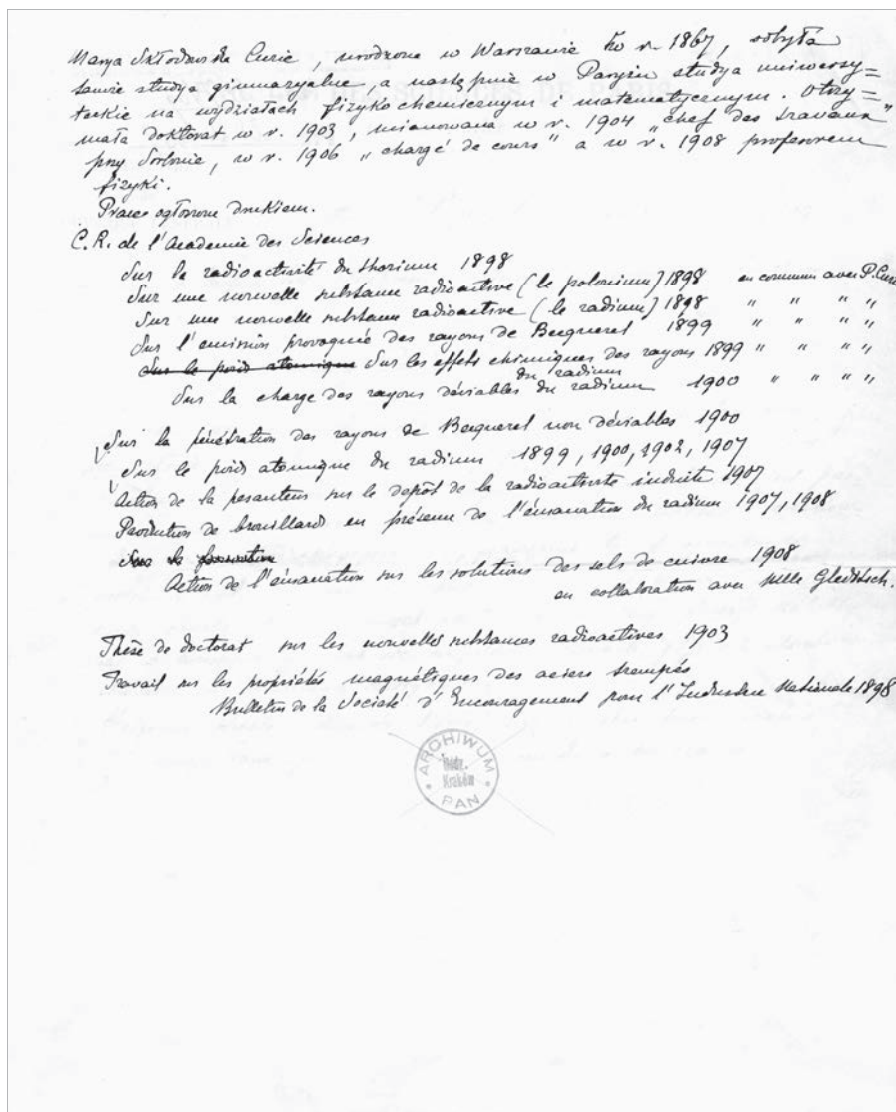 Marya Skłodowska Curie, urodzona w Warszawie w r. 1867, odbyła
tamże studya gimnazyalne, a następnie w Paryżu studya uniwersy=
teckie na wydziałach fizyko chemicznym i matematycznym. Otrzy=
mała doktorat w r. 1903, mianowana w r. 1904 „chef des travaux"
przy Sorbonie, w r. 1906 „chargé de cours" a w r. 1908 profesorem
fizyki.
Prace ogłoszone drukiem.
C. R. de l'Academie des Sciences
Sur la radioactivité du thorium 1898
Sur une nouvelle substance radioactive (le polonium) 1898 en commun avec P. Curie
Sur une nouvelle substance radioactive (le radium) 1898 " " " "
Sur l'emission provoquée des rayons de Becquerel 1899 " " " "
Sur le poids atomique Sur les effets chimiques des rayons 1899 " " " "
du radium
Sur la charge des rayons déviables du radium 1900 " " " "
Sur la pénétration des rayons de Becquerel non déviables 1900
Sur le poids atomique du radium 1899, 1900, 1902, 1907
Action de la pesanteur sur le depôt de la radioactivité induite 1907
Production de brouillards en présence de l'émanation du radium 1907, 1908
Sur la formation
Action de l'émanation sur les solutions des sels de cuivre 1908
en collaboration avec Melle Gleditsch.
Thèse de doctorat sur les nouvelles substances radioactives 1903
Travail sur les propriétés magnétiques des aciers trempés
Bulletin de la Societé d'Encouragement pour l'Industrie Nationale 1898
ARCHIWUM
Oddz.
Kraków
PAN